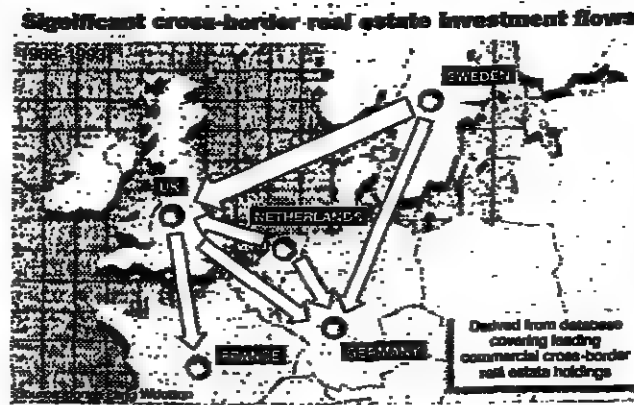 Significant cross-border real estate investment flows
SWEDEN
UK
NETHERLANDS
FRANCE
GERMANY
Derived from database
covering leading
commercial cross-border
real estate holdings